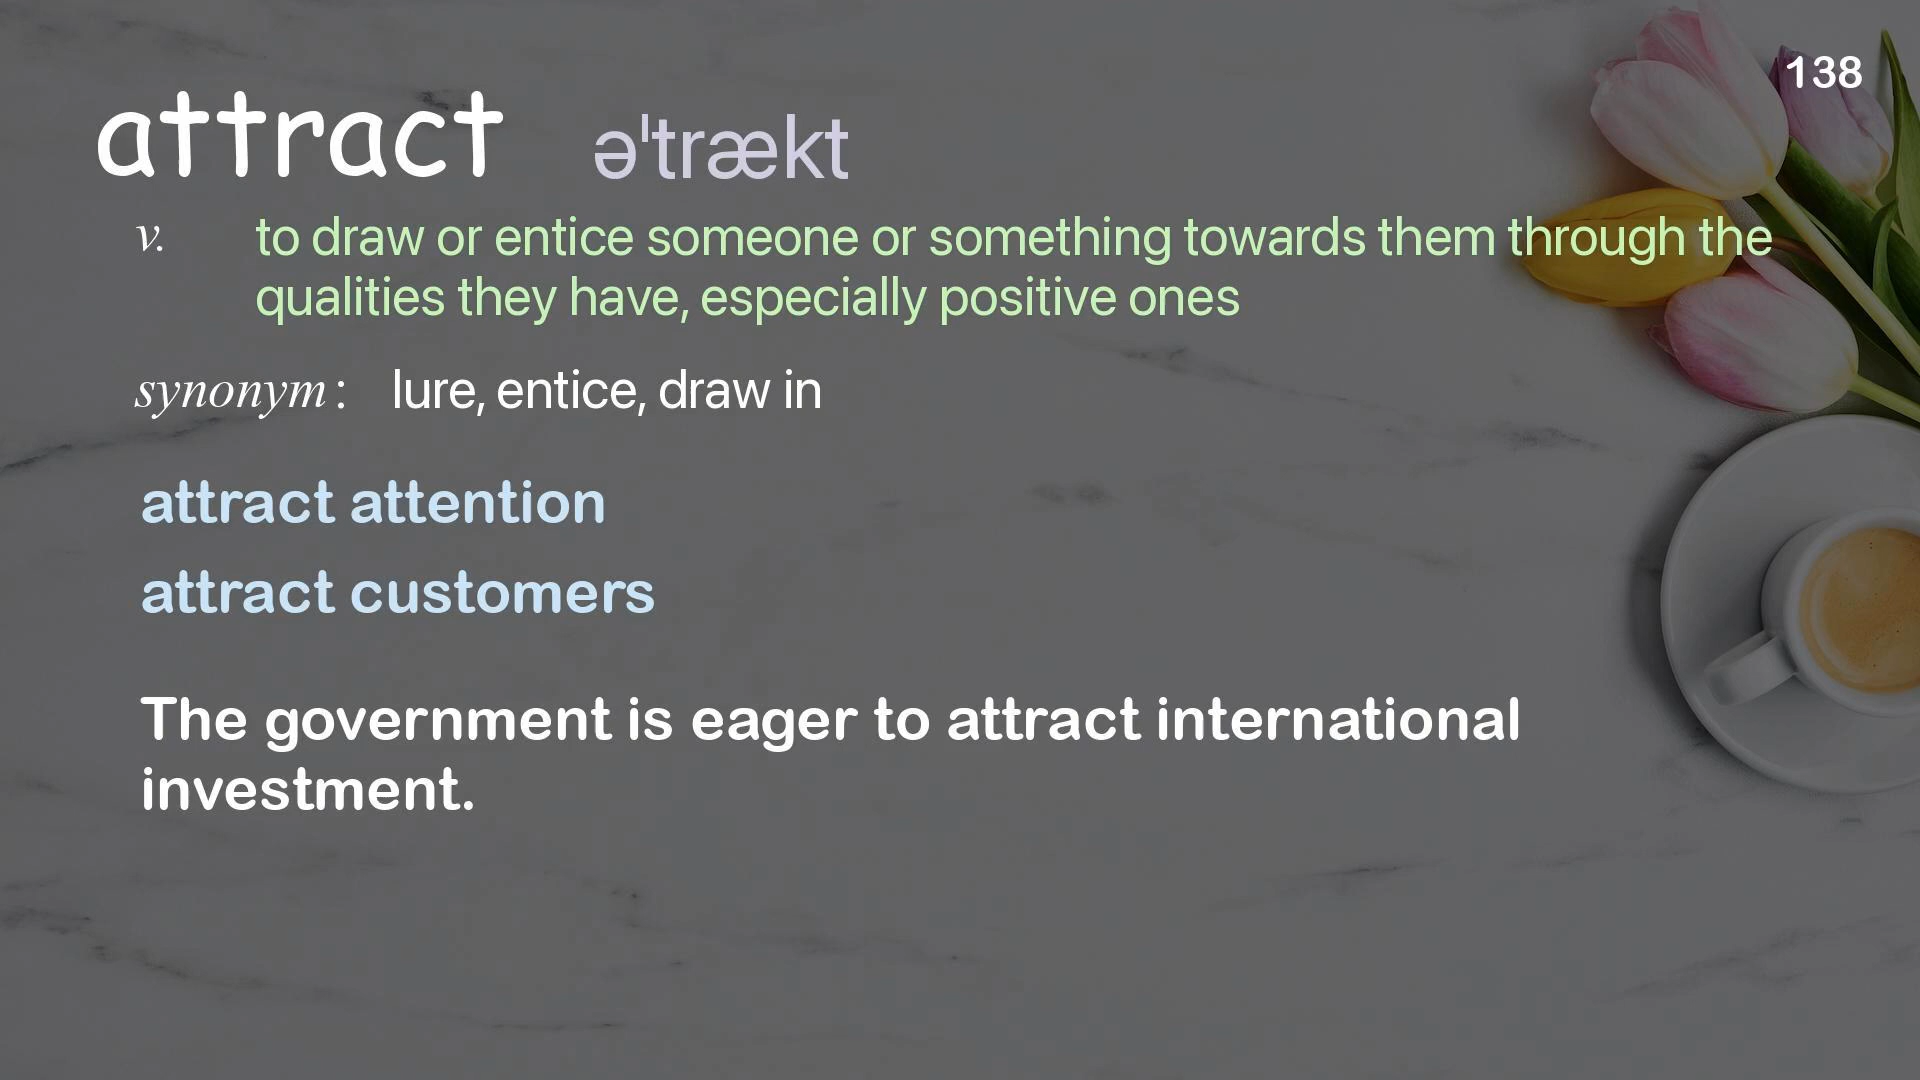 138
attract əˈtrækt
v. to draw or entice someone or something towards them through the
qualities they have, especially positive ones
synonym: lure, entice, draw in
attract attention
attract customers
The government is eager to attract international
investment.